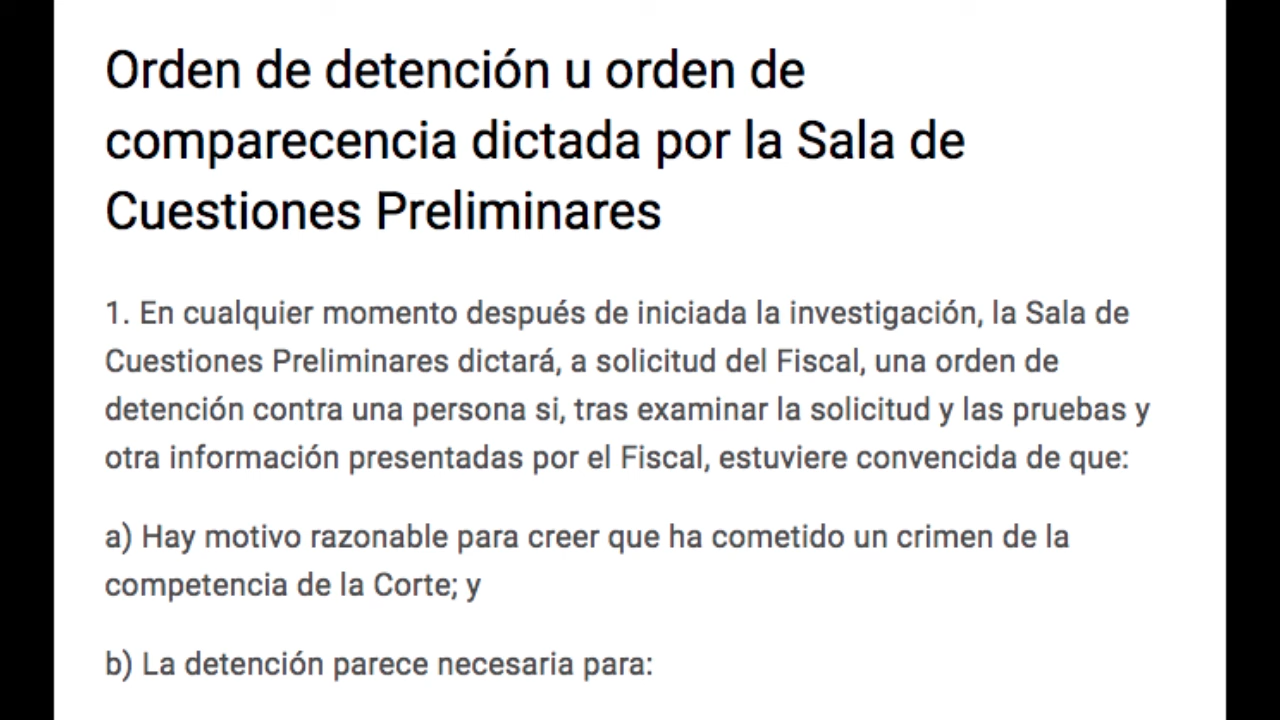 Orden de detención u orden de
comparecencia dictada por la Sala de
Cuestiones Preliminares
1. En cualquier momento después de iniciada la investigación, la Sala de
Cuestiones Preliminares dictará, a solicitud del Fiscal, una orden de
detención contra una persona si, tras examinar la solicitud y las pruebas y
otra información presentadas por el Fiscal, estuviere convencida de que:
a) Hay motivo razonable para creer que ha cometido un crimen de la
competencia de la Corte; y
b) La detención parece necesaria para: